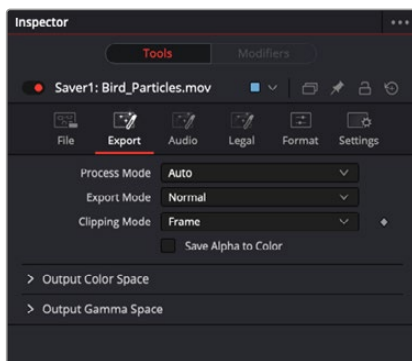 Inspector
Tools Modifiers
Saver1: Bird_Particles.mov
File Export Audio Legal Format Settings
Process Mode Auto
Export Mode Normal
Clipping Mode Frame
Save Alpha to Color
Output Color Space
Output Gamma Space